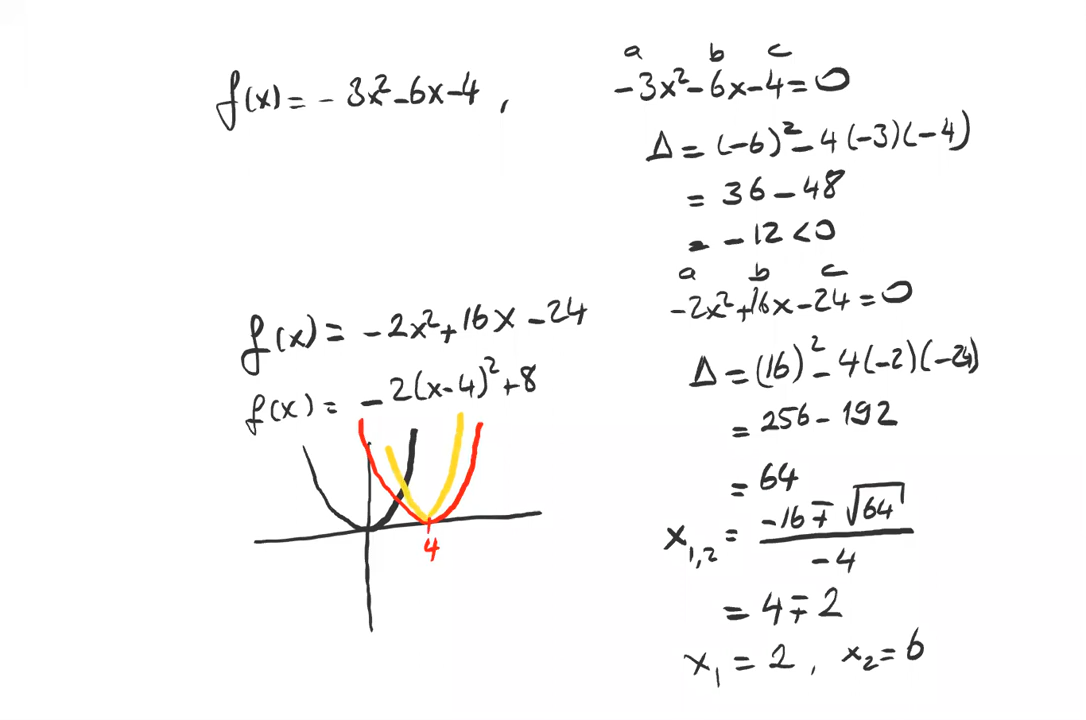 f(x) = - 3x² - 6x - 4 ,
a b c
-3x² - 6x - 4 = 0
Δ = (-6)² - 4(-3)(-4)
= 36 - 48
= -12 < 0
f(x) = -2x² + 16x - 24
f(x) = -2(x-4)² + 8
4
a b c
-2x² + 16x - 24 = 0
Δ = (16)² - 4(-2)(-24)
= 256 - 192
= 64
x₁,₂ = (-16 ∓ √64) / -4
= 4 ∓ 2
x₁ = 2 , x₂ = 6